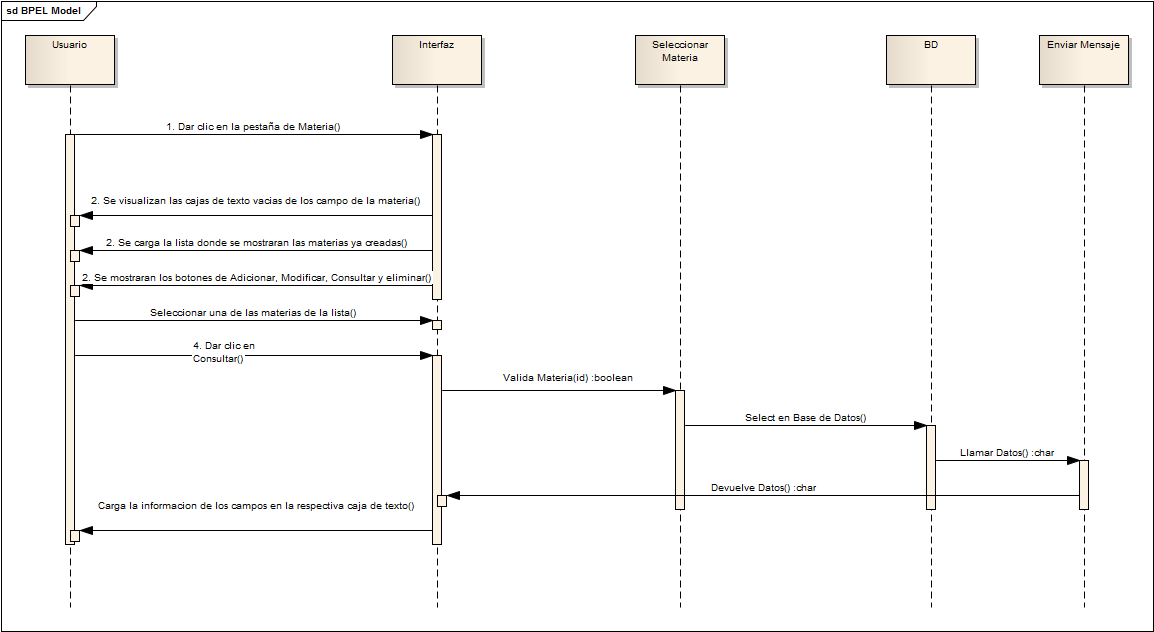 sd BPEL Model
Usuario
Interfaz
Seleccionar
Materia
BD
Enviar Mensaje
1. Dar clic en la pestaña de Materia()
2. Se visualizan las cajas de texto vacias de los campo de la materia()
2. Se carga la lista donde se mostraran las materias ya creadas()
2. Se mostraran los botones de Adicionar, Modificar, Consultar y eliminar()
Seleccionar una de las materias de la lista()
4. Dar clic en
Consultar()
Valida Materia(id) :boolean
Select en Base de Datos()
Llamar Datos() :char
Devuelve Datos() :char
Carga la informacion de los campos en la respectiva caja de texto()